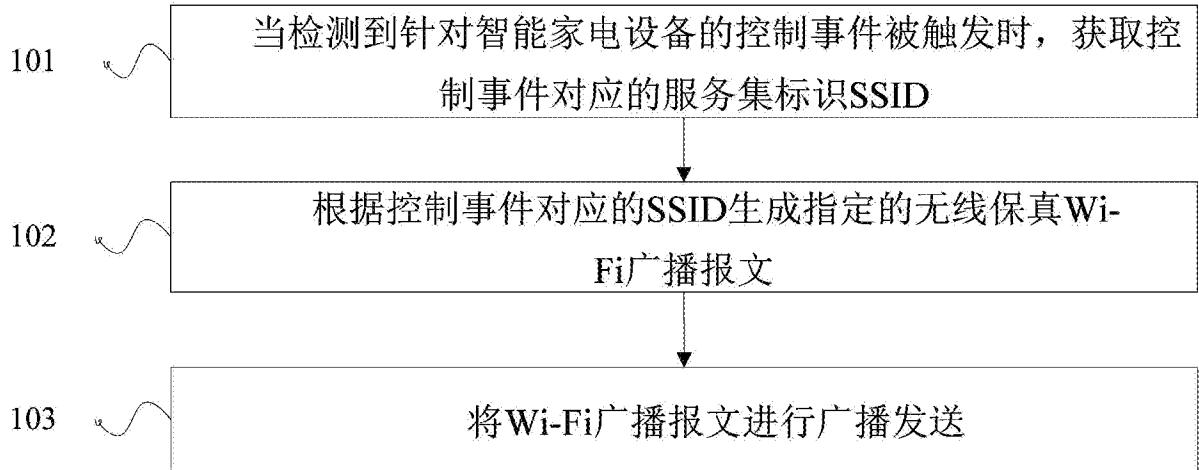 101
当检测到针对智能家电设备的控制事件被触发时，获取控
制事件对应的服务集标识SSID
102
根据控制事件对应的SSID生成指定的无线保真Wi-
Fi广播报文
103
将Wi-Fi广播报文进行广播发送